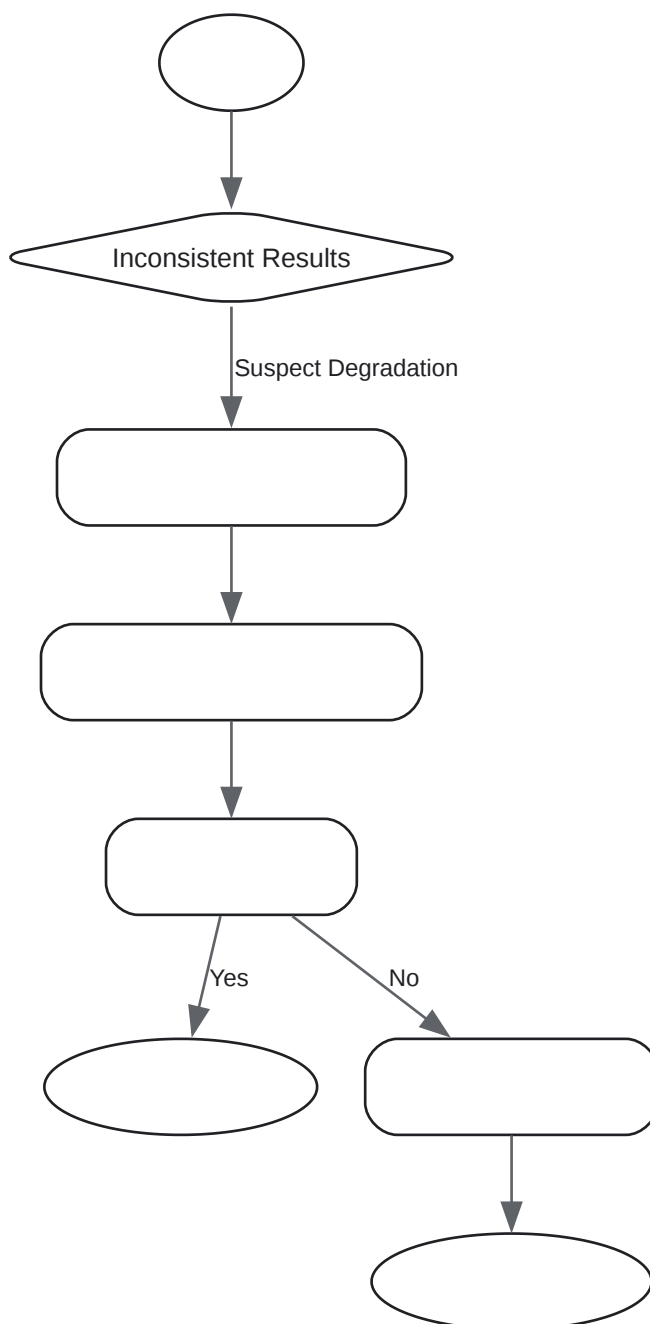 Inconsistent Results
Suspect Degradation
Yes
No